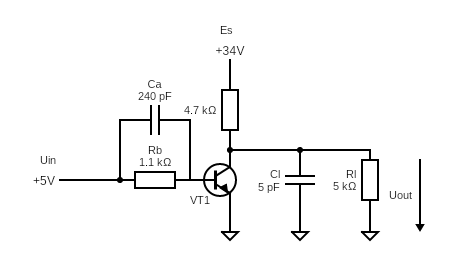 Es
+34V
Ca
240 pF
4.7 kΩ
Rb
1.1 kΩ
Uin
+5V
VT1
Cl
5 pF
Rl
5 kΩ
Uout